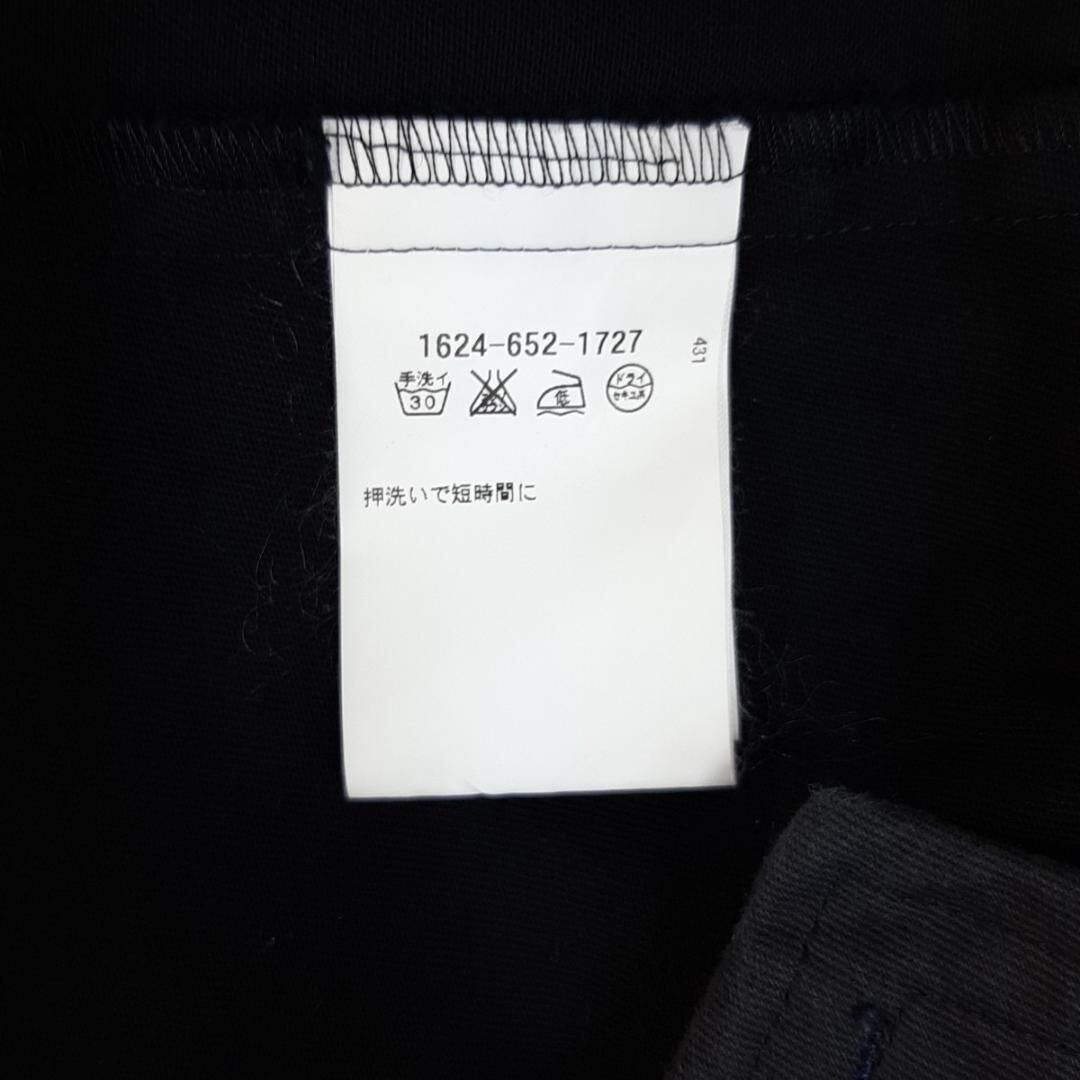 1624-652-1727
431
手洗イ
30
低
ドライ
セキユ系
押洗いで短時間に